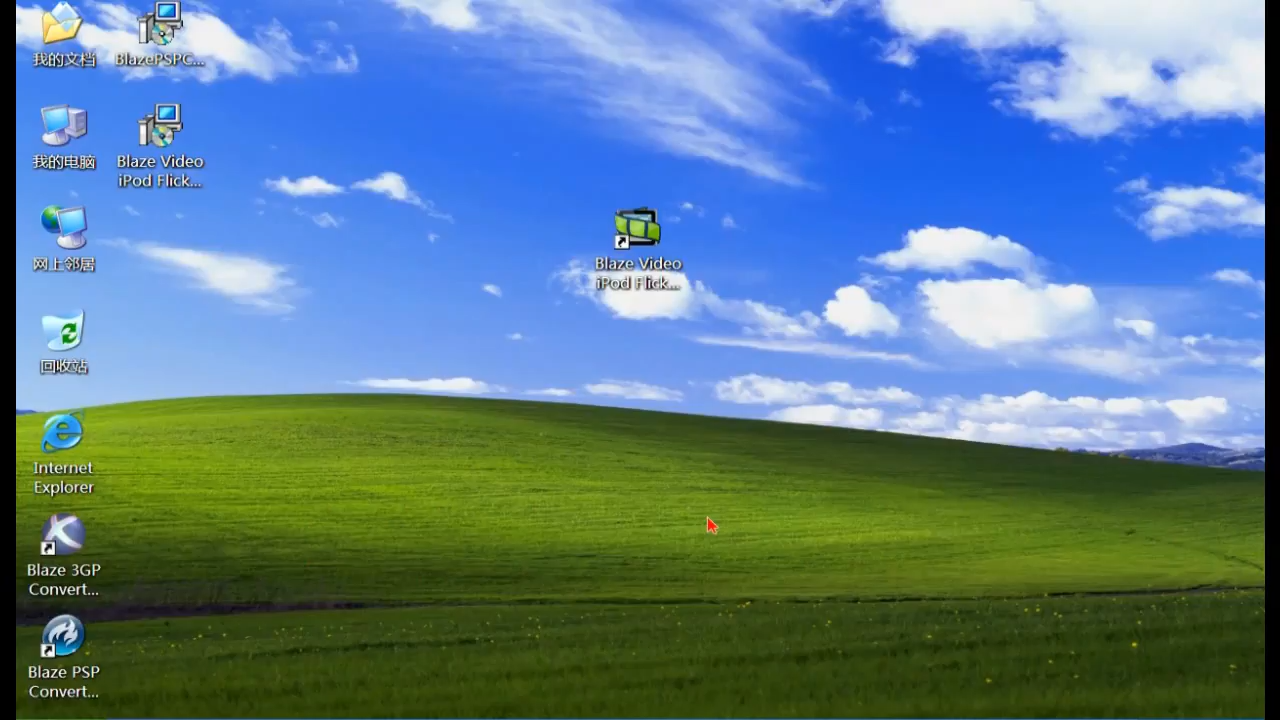 我的文档
BlazePSPC...
我的电脑
Blaze Video
iPod Flick...
网上邻居
Blaze Video
iPod Flick...
回收站
Internet
Explorer
Blaze 3GP
Convert...
Blaze PSP
Convert...